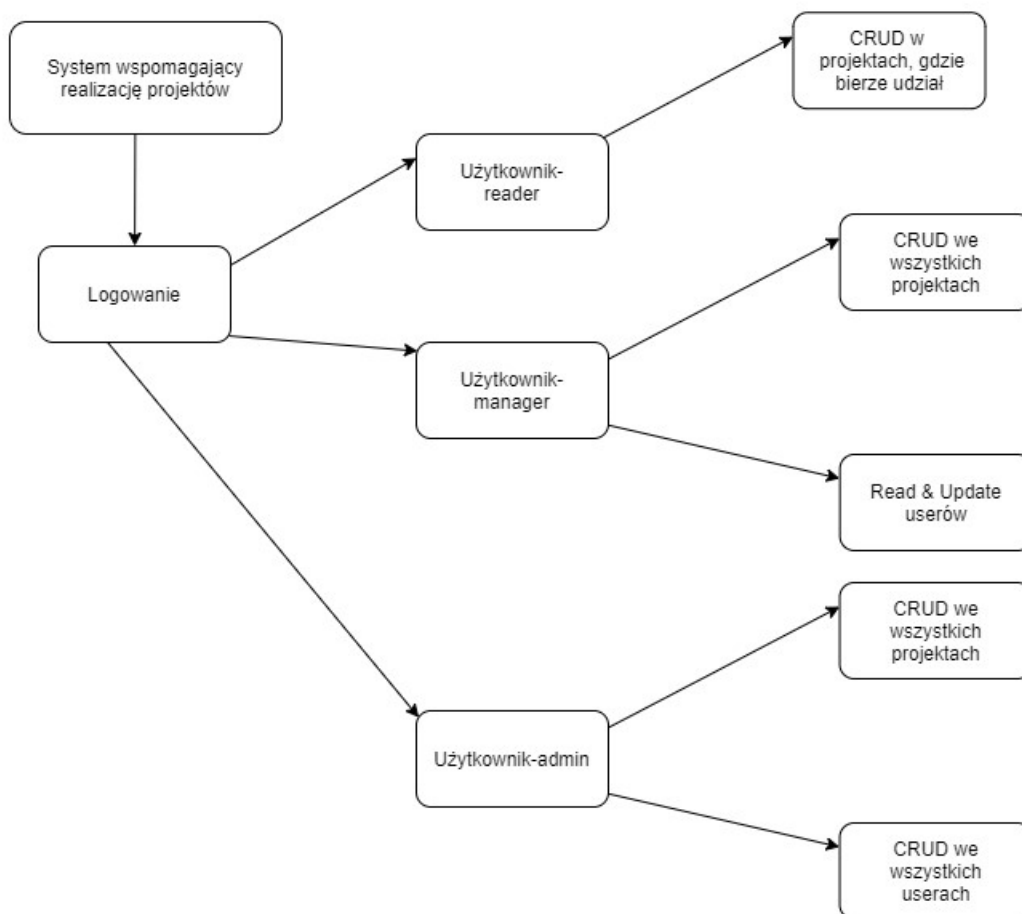 System wspomagający
realizację projektów
CRUD w
projektach, gdzie
bierze udział
Użytkownik-
reader
Logowanie
CRUD we
wszystkich
projektach
Użytkownik-
manager
Read & Update
userów
CRUD we
wszystkich
projektach
Użytkownik-admin
CRUD we
wszystkich
userach